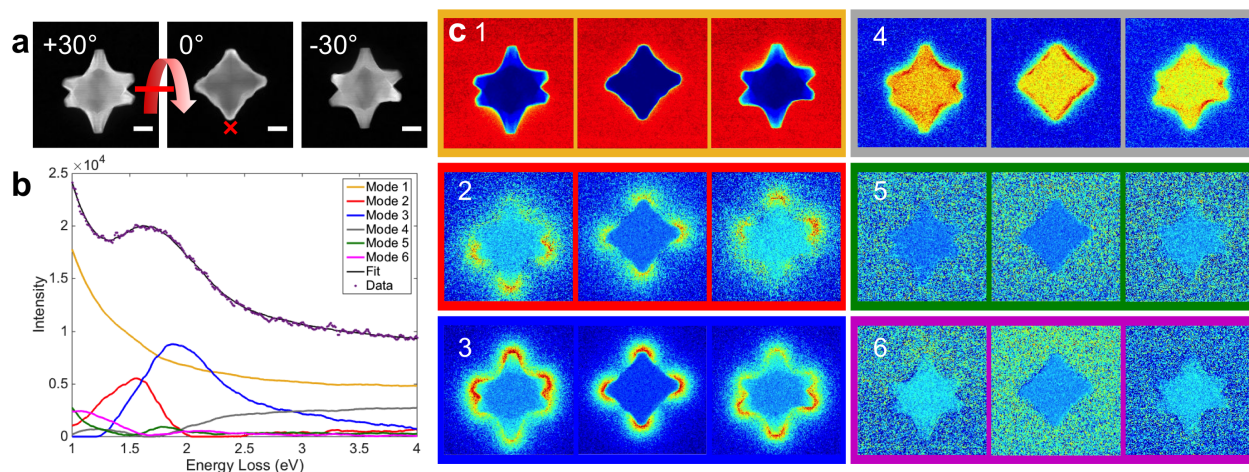 a
+30°
0°
-30°
×
b
×10⁴
2.5
2
1.5
1
0.5
0
Intensity
1
1.5
2
2.5
3
3.5
4
Energy Loss (eV)
Mode 1
Mode 2
Mode 3
Mode 4
Mode 5
Mode 6
Fit
Data
c
1
2
3
4
5
6